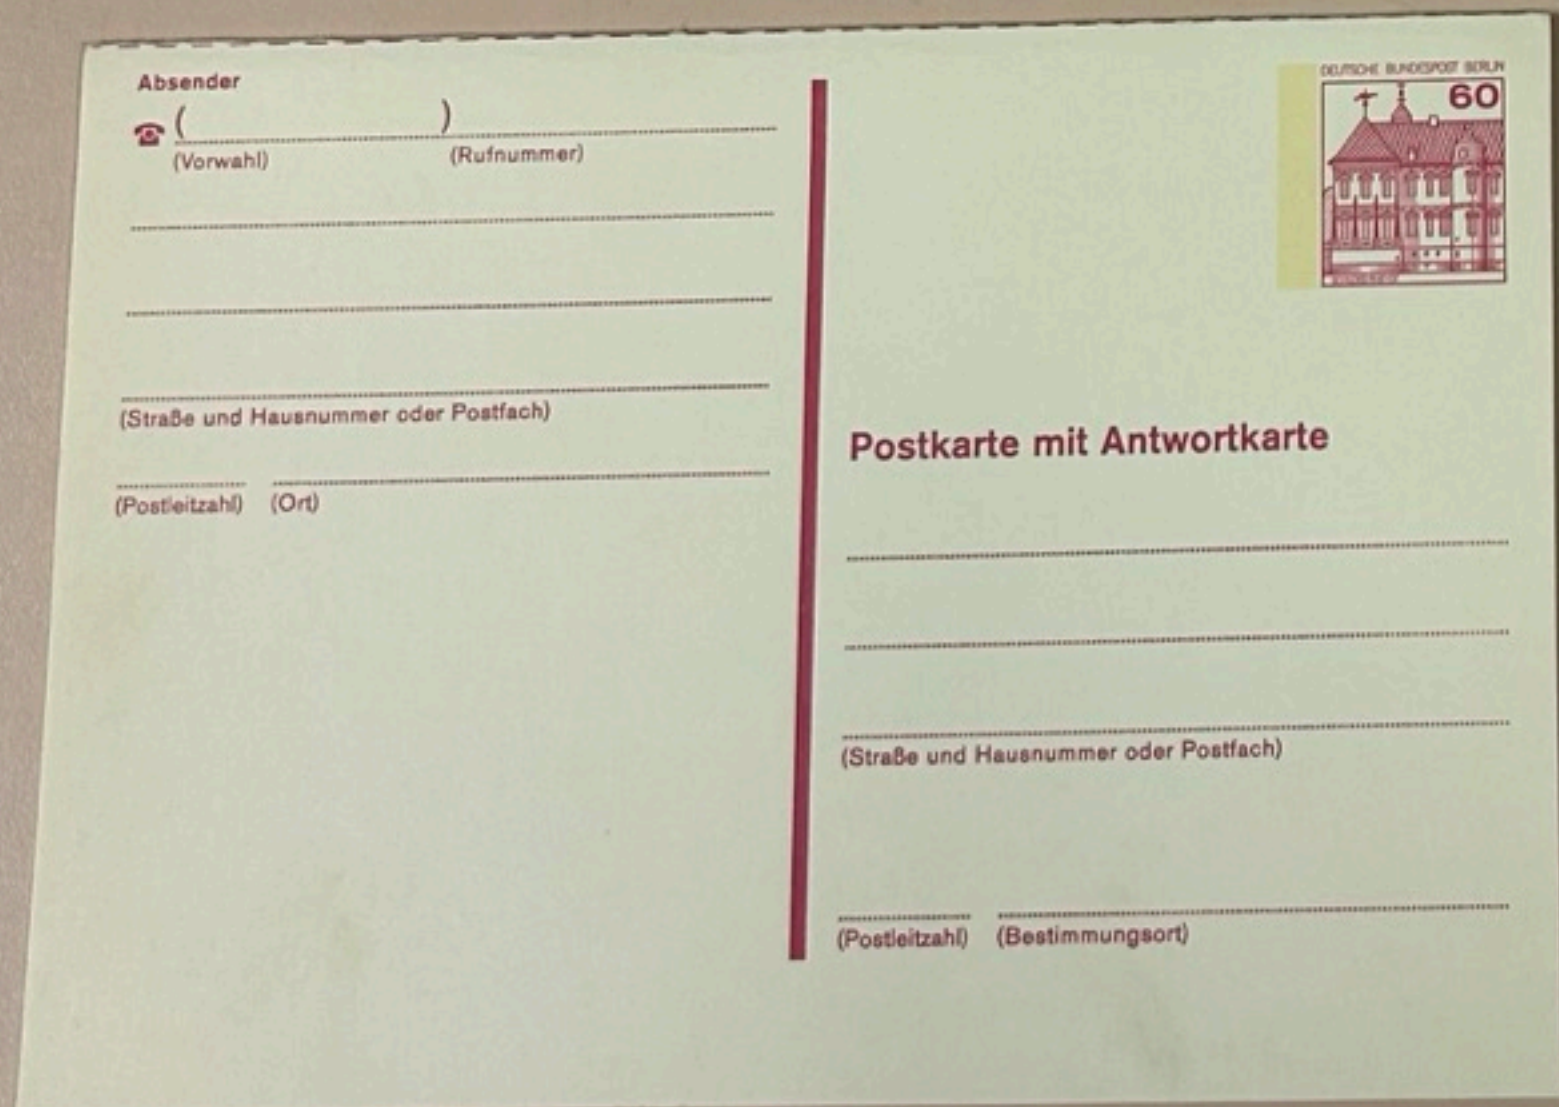 Absender
( )
(Vorwahl) (Rufnummer)
(Straße und Hausnummer oder Postfach)
(Postleitzahl) (Ort)
DEUTSCHE BUNDESPOST BERLIN
60
Postkarte mit Antwortkarte
(Straße und Hausnummer oder Postfach)
(Postleitzahl) (Bestimmungsort)